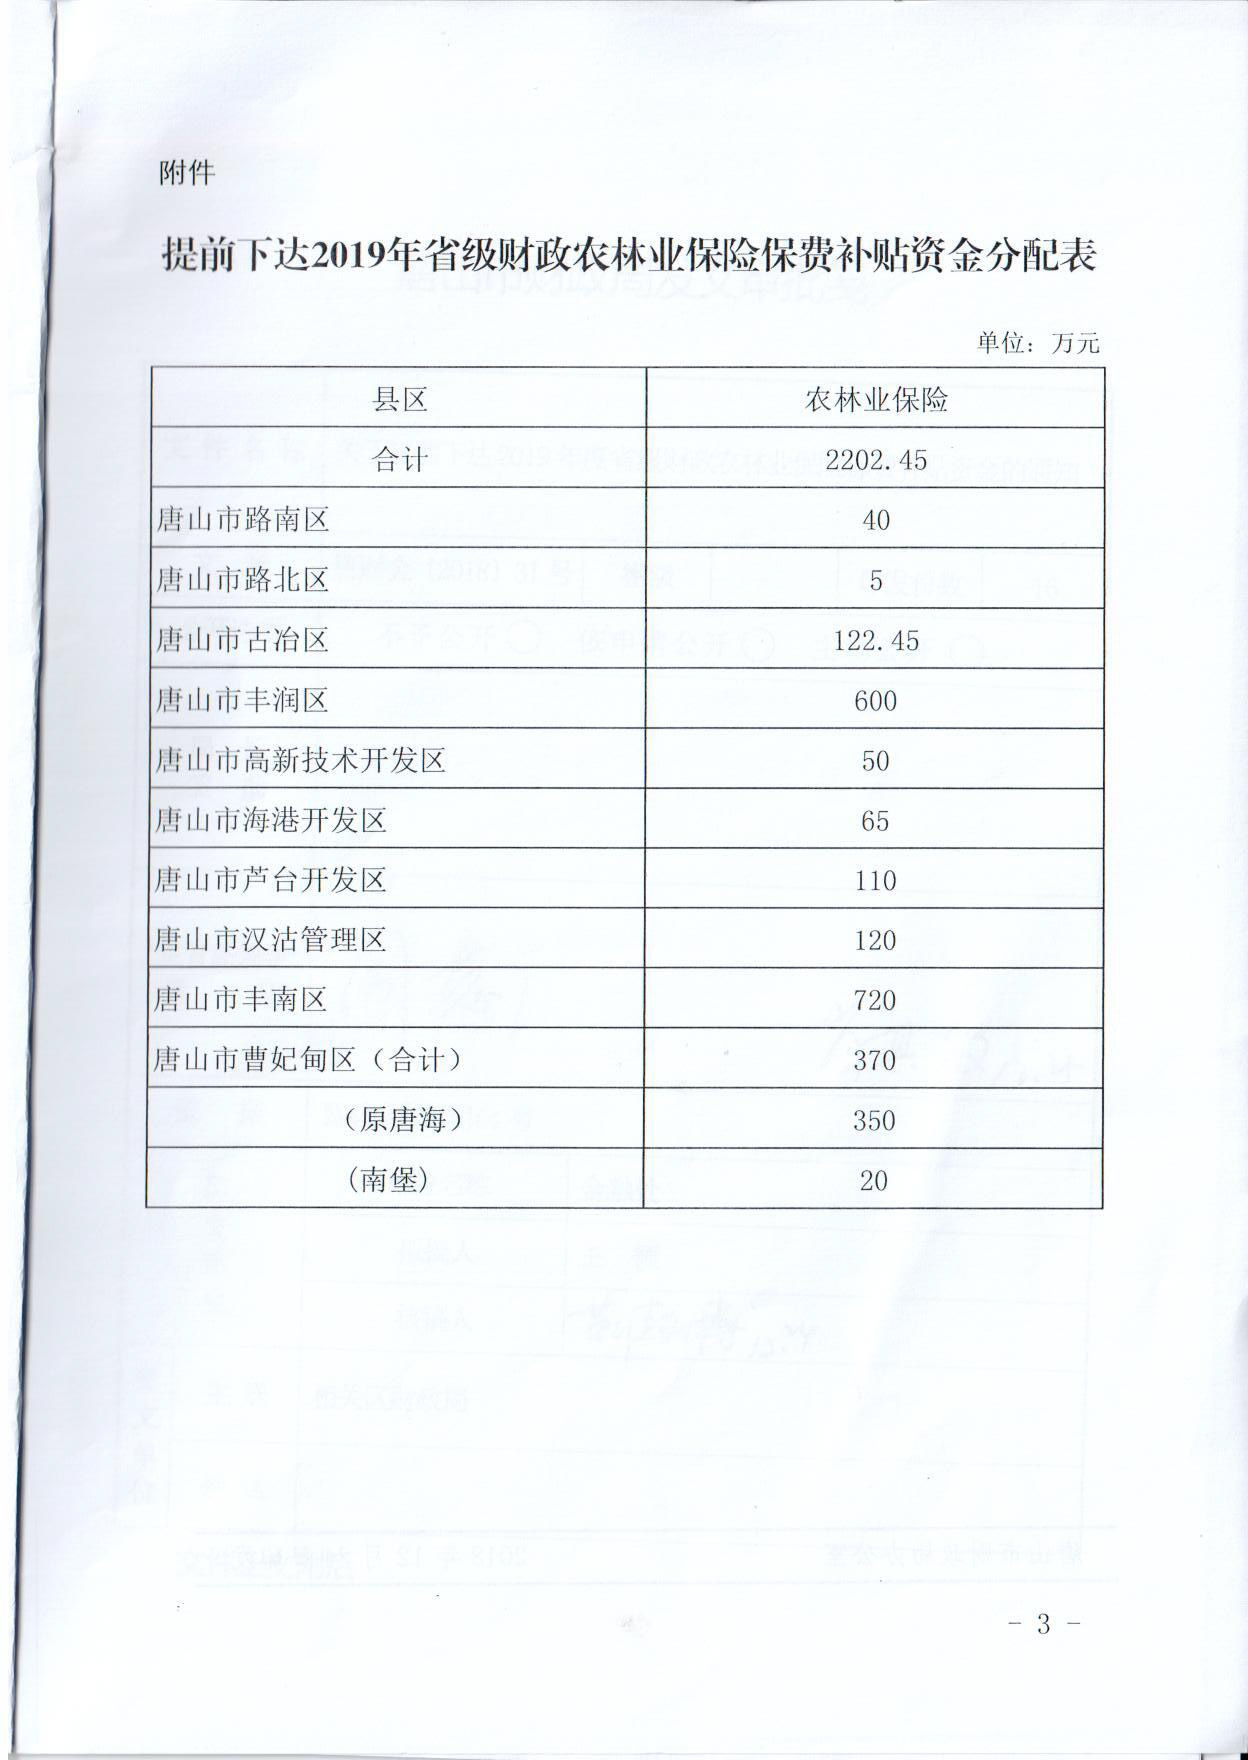 附件
提前下达2019年省级财政农林业保险保费补贴资金分配表
单位：万元
县区 农林业保险
合计 2202.45
唐山市路南区 40
唐山市路北区 5
唐山市古冶区 122.45
唐山市丰润区 600
唐山市高新技术开发区 50
唐山市海港开发区 65
唐山市芦台开发区 110
唐山市汉沽管理区 120
唐山市丰南区 720
唐山市曹妃甸区（合计） 370
（原唐海） 350
(南堡) 20
- 3 -